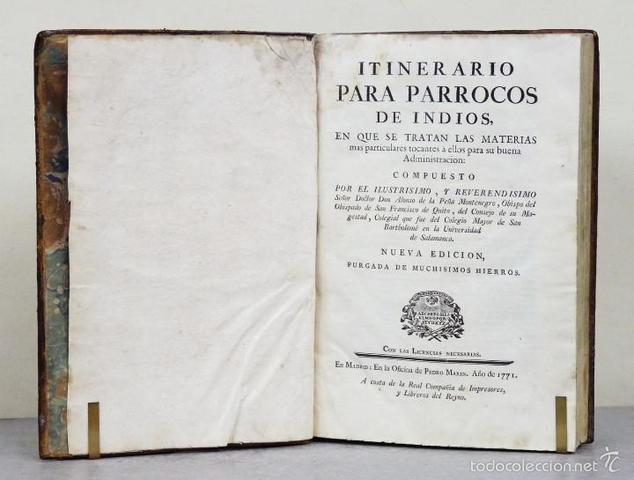 ITINERARIO
PARA PARROCOS
DE INDIOS,
EN QUE SE TRATAN LAS MATERIAS
mas particulares tocantes à ellos para su buena
Administracion:
COMPUESTO
POR EL ILUSTRISIMO, Y REVERENDISIMO
Señor Doctor Don Alonso de la Peña Montenegro, Obispo del
Obispado de San Francisco de Quito, del Consejo de su Ma-
gestad, Colegial que fue del Colegio Mayor de San
Bartholomé en la Universidad
de Salamanca.
NUEVA EDICION,
PURGADA DE MUCHISIMOS HIERROS.
CON LAS LICENCIAS NECESARIAS.
EN MADRID: En la Oficina de PEDRO MARIN. Año de 1771.
A costa de la Real Compañia de Impresores,
y Libreros del Reyno.
todocoleccion.net tc